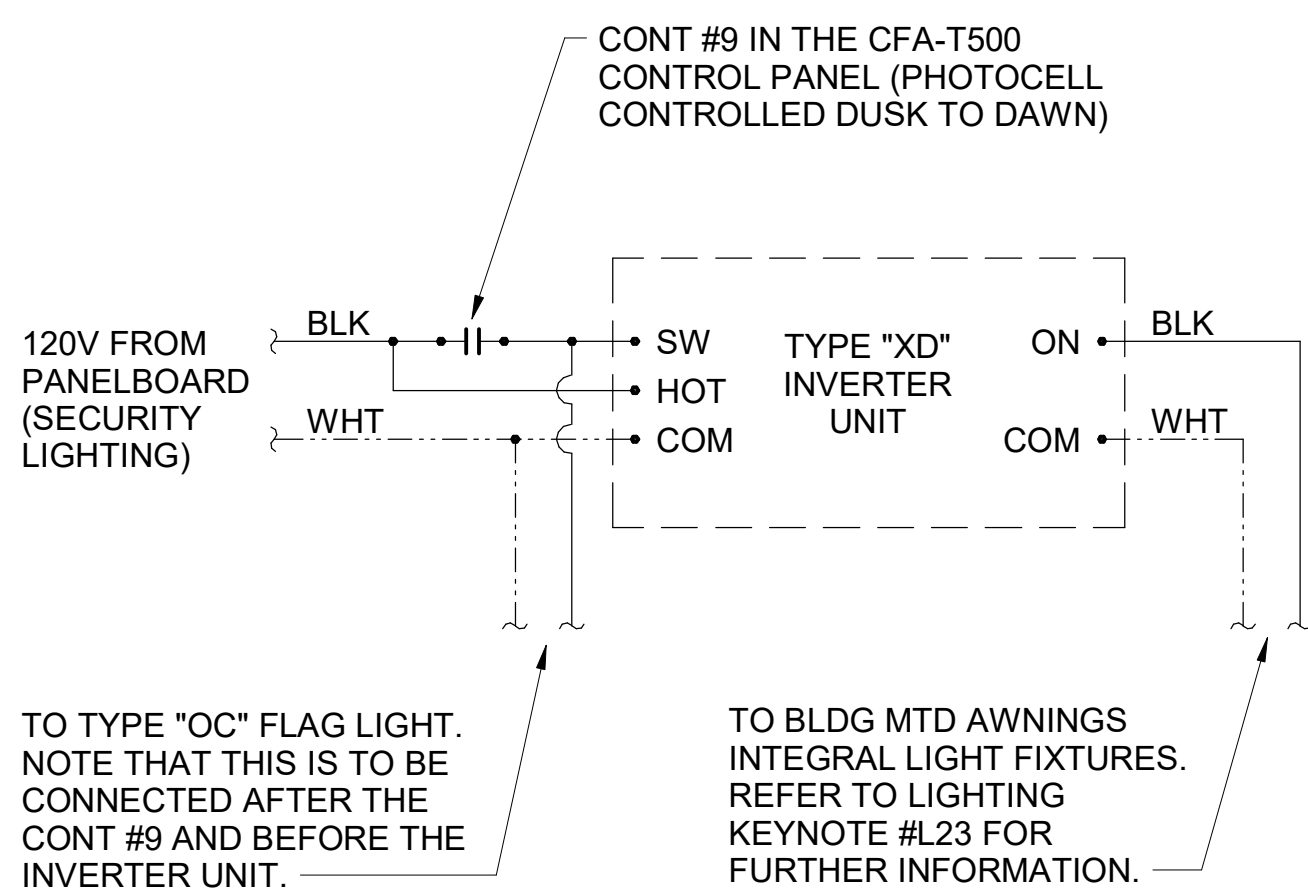 CONT #9 IN THE CFA-T500
CONTROL PANEL (PHOTOCELL
CONTROLLED DUSK TO DAWN)
120V FROM
PANELBOARD
(SECURITY
LIGHTING)
BLK
WHT
SW
HOT
COM
TYPE "XD"
INVERTER
UNIT
ON
COM
BLK
WHT
TO TYPE "OC" FLAG LIGHT.
NOTE THAT THIS IS TO BE
CONNECTED AFTER THE
CONT #9 AND BEFORE THE
INVERTER UNIT.
TO BLDG MTD AWNINGS
INTEGRAL LIGHT FIXTURES.
REFER TO LIGHTING
KEYNOTE #L23 FOR
FURTHER INFORMATION.